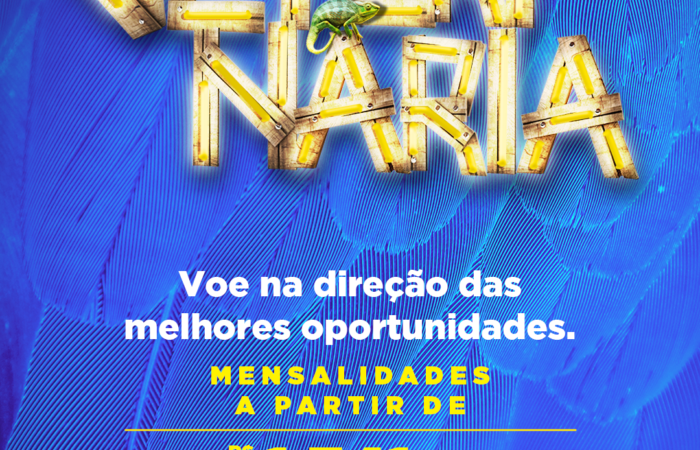 NÁRIA
Voe na direção das
melhores oportunidades.
MENSALIDADES
A PARTIR DE
R$